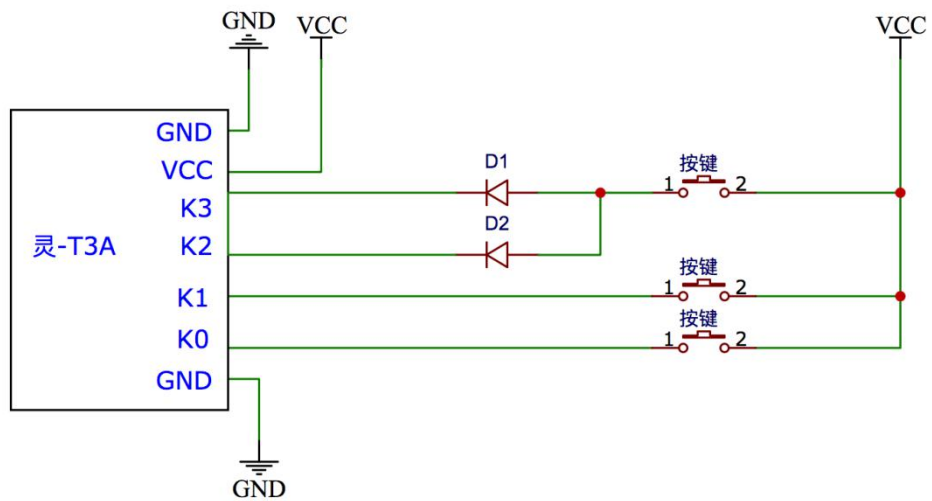 GND
VCC
VCC
GND
VCC
K3
K2
K1
K0
GND
灵-T3A
D1
D2
按键
1 2
按键
1 2
按键
1 2
GND